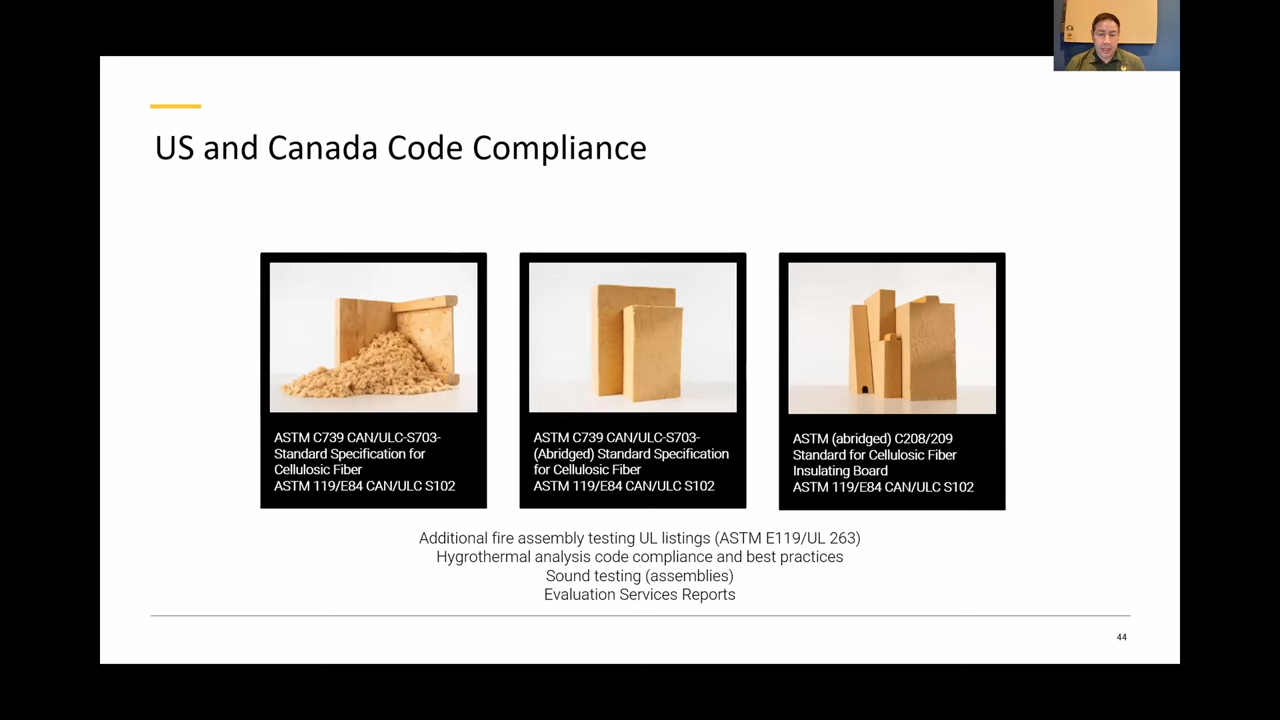 US and Canada Code Compliance
ASTM C739 CAN/ULC-S703-
Standard Specification for
Cellulosic Fiber
ASTM 119/E84 CAN/ULC S102
ASTM C739 CAN/ULC-S703-
(Abridged) Standard Specification
for Cellulosic Fiber
ASTM 119/E84 CAN/ULC S102
ASTM (abridged) C208/209
Standard for Cellulosic Fiber
Insulating Board
ASTM 119/E84 CAN/ULC S102
Additional fire assembly testing UL listings (ASTM E119/UL 263)
Hygrothermal analysis code compliance and best practices
Sound testing (assemblies)
Evaluation Services Reports
44